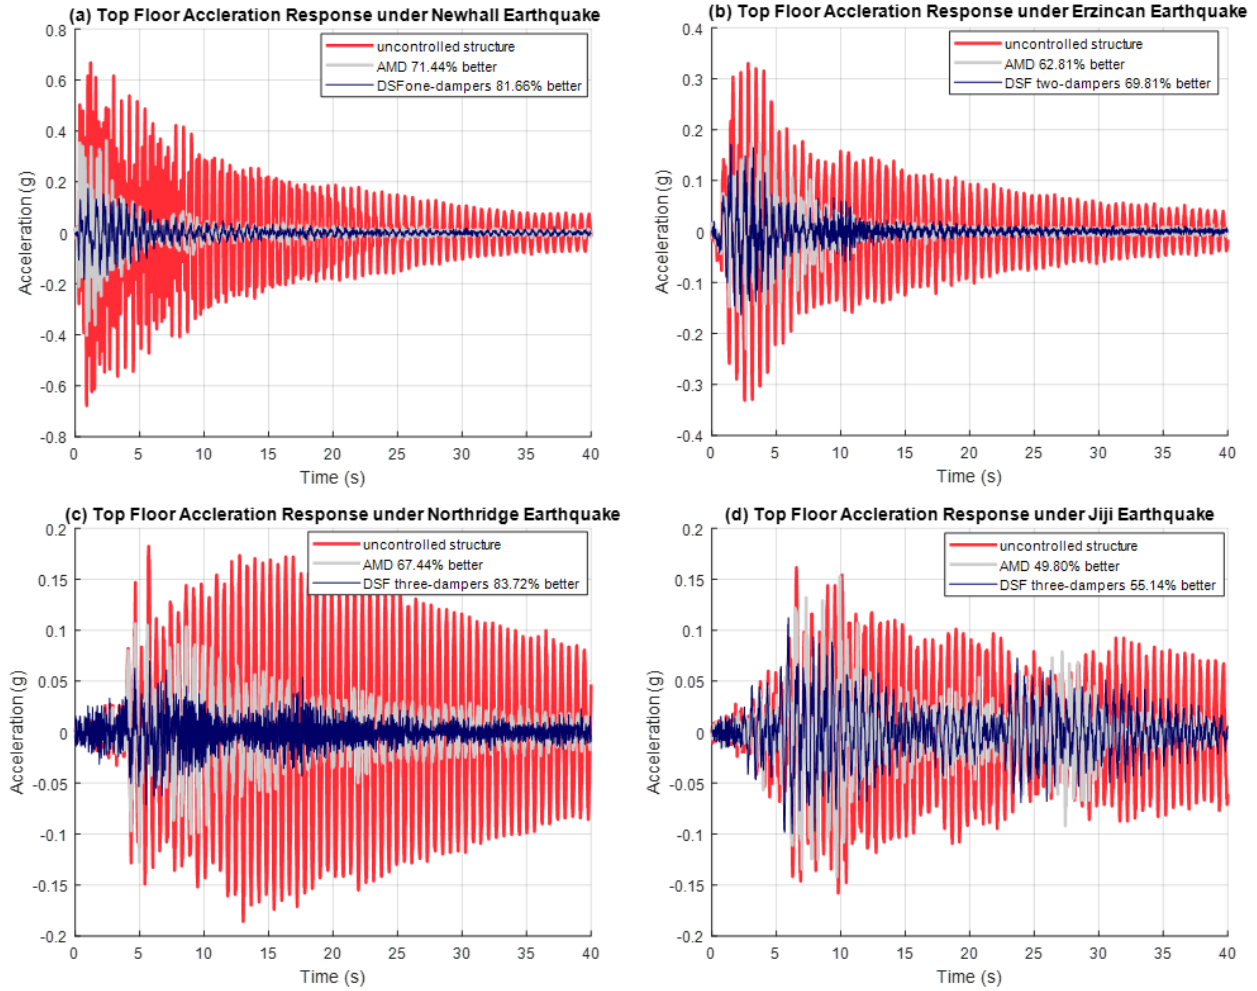 (a) Top Floor Accleration Response under Newhall Earthquake
0.8
0.6
0.4
0.2
0
-0.2
-0.4
-0.6
-0.8
Acceleration (g)
uncontrolled structure
AMD 71.44% better
DSFone-dampers 81.66% better
0 5 10 15 20 25 30 35 40
Time (s)
(b) Top Floor Accleration Response under Erzincan Earthquake
0.4
0.3
0.2
0.1
0
-0.1
-0.2
-0.3
-0.4
Acceleration (g)
uncontrolled structure
AMD 62.81% better
DSF two-dampers 69.81% better
0 5 10 15 20 25 30 35 40
Time (s)
(c) Top Floor Accleration Response under Northridge Earthquake
0.2
0.15
0.1
0.05
0
-0.05
-0.1
-0.15
-0.2
Acceleration (g)
uncontrolled structure
AMD 67.44% better
DSF three-dampers 83.72% better
0 5 10 15 20 25 30 35 40
Time (s)
(d) Top Floor Accleration Response under Jiji Earthquake
0.2
0.15
0.1
0.05
0
-0.05
-0.1
-0.15
-0.2
Acceleration (g)
uncontrolled structure
AMD 49.80% better
DSF three-dampers 55.14% better
0 5 10 15 20 25 30 35 40
Time (s)